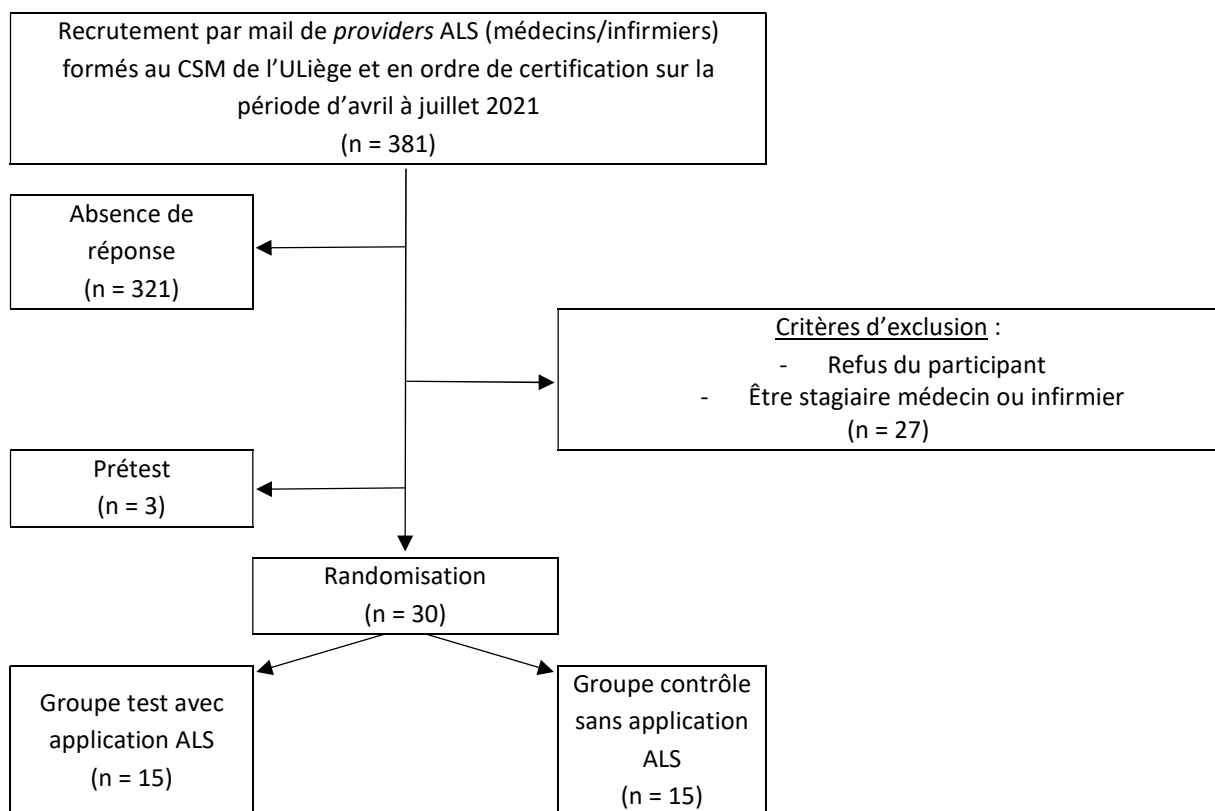 Recrutement par mail de providers ALS (médecins/infirmiers)
formés au CSM de l’ULiège et en ordre de certification sur la
période d’avril à juillet 2021
(n = 381)
Absence de
réponse
(n = 321)
Critères d’exclusion :
- Refus du participant
- Être stagiaire médecin ou infirmier
(n = 27)
Prétest
(n = 3)
Randomisation
(n = 30)
Groupe test avec
application ALS
(n = 15)
Groupe contrôle
sans application
ALS
(n = 15)